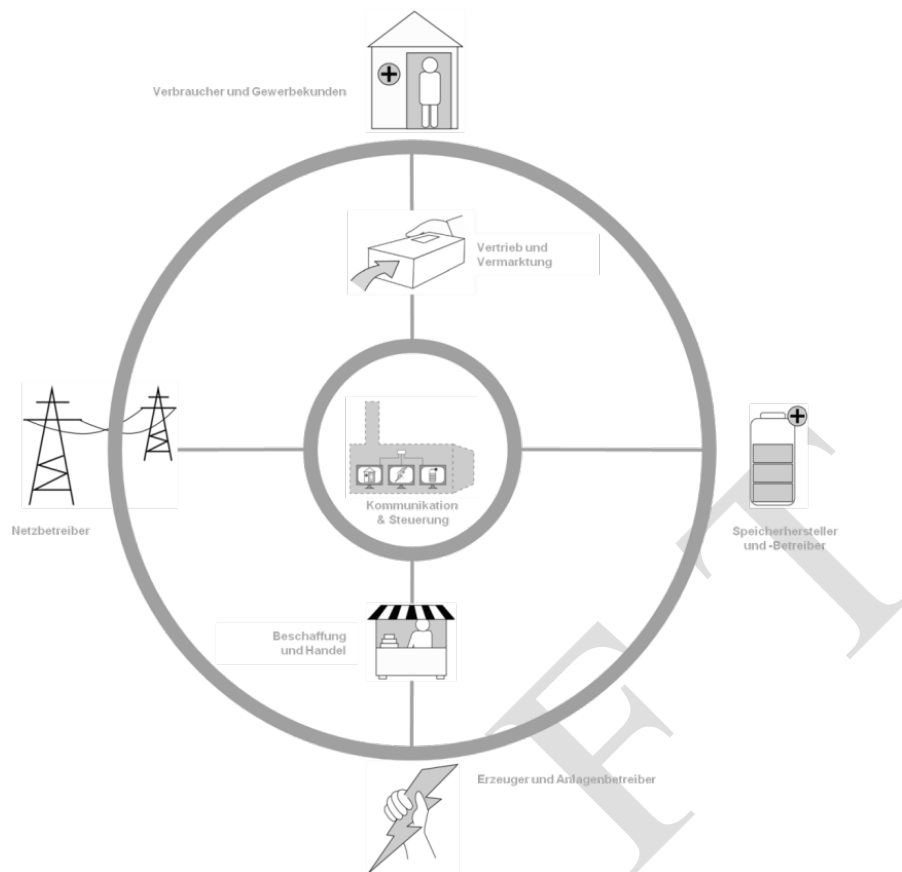 Verbraucher und Gewerbekunden
Vertrieb und
Vermarktung
Netzbetreiber
Kommunikation
& Steuerung
Speicherhersteller
und -Betreiber
Beschaffung
und Handel
Erzeuger und Anlagenbetreiber
F T